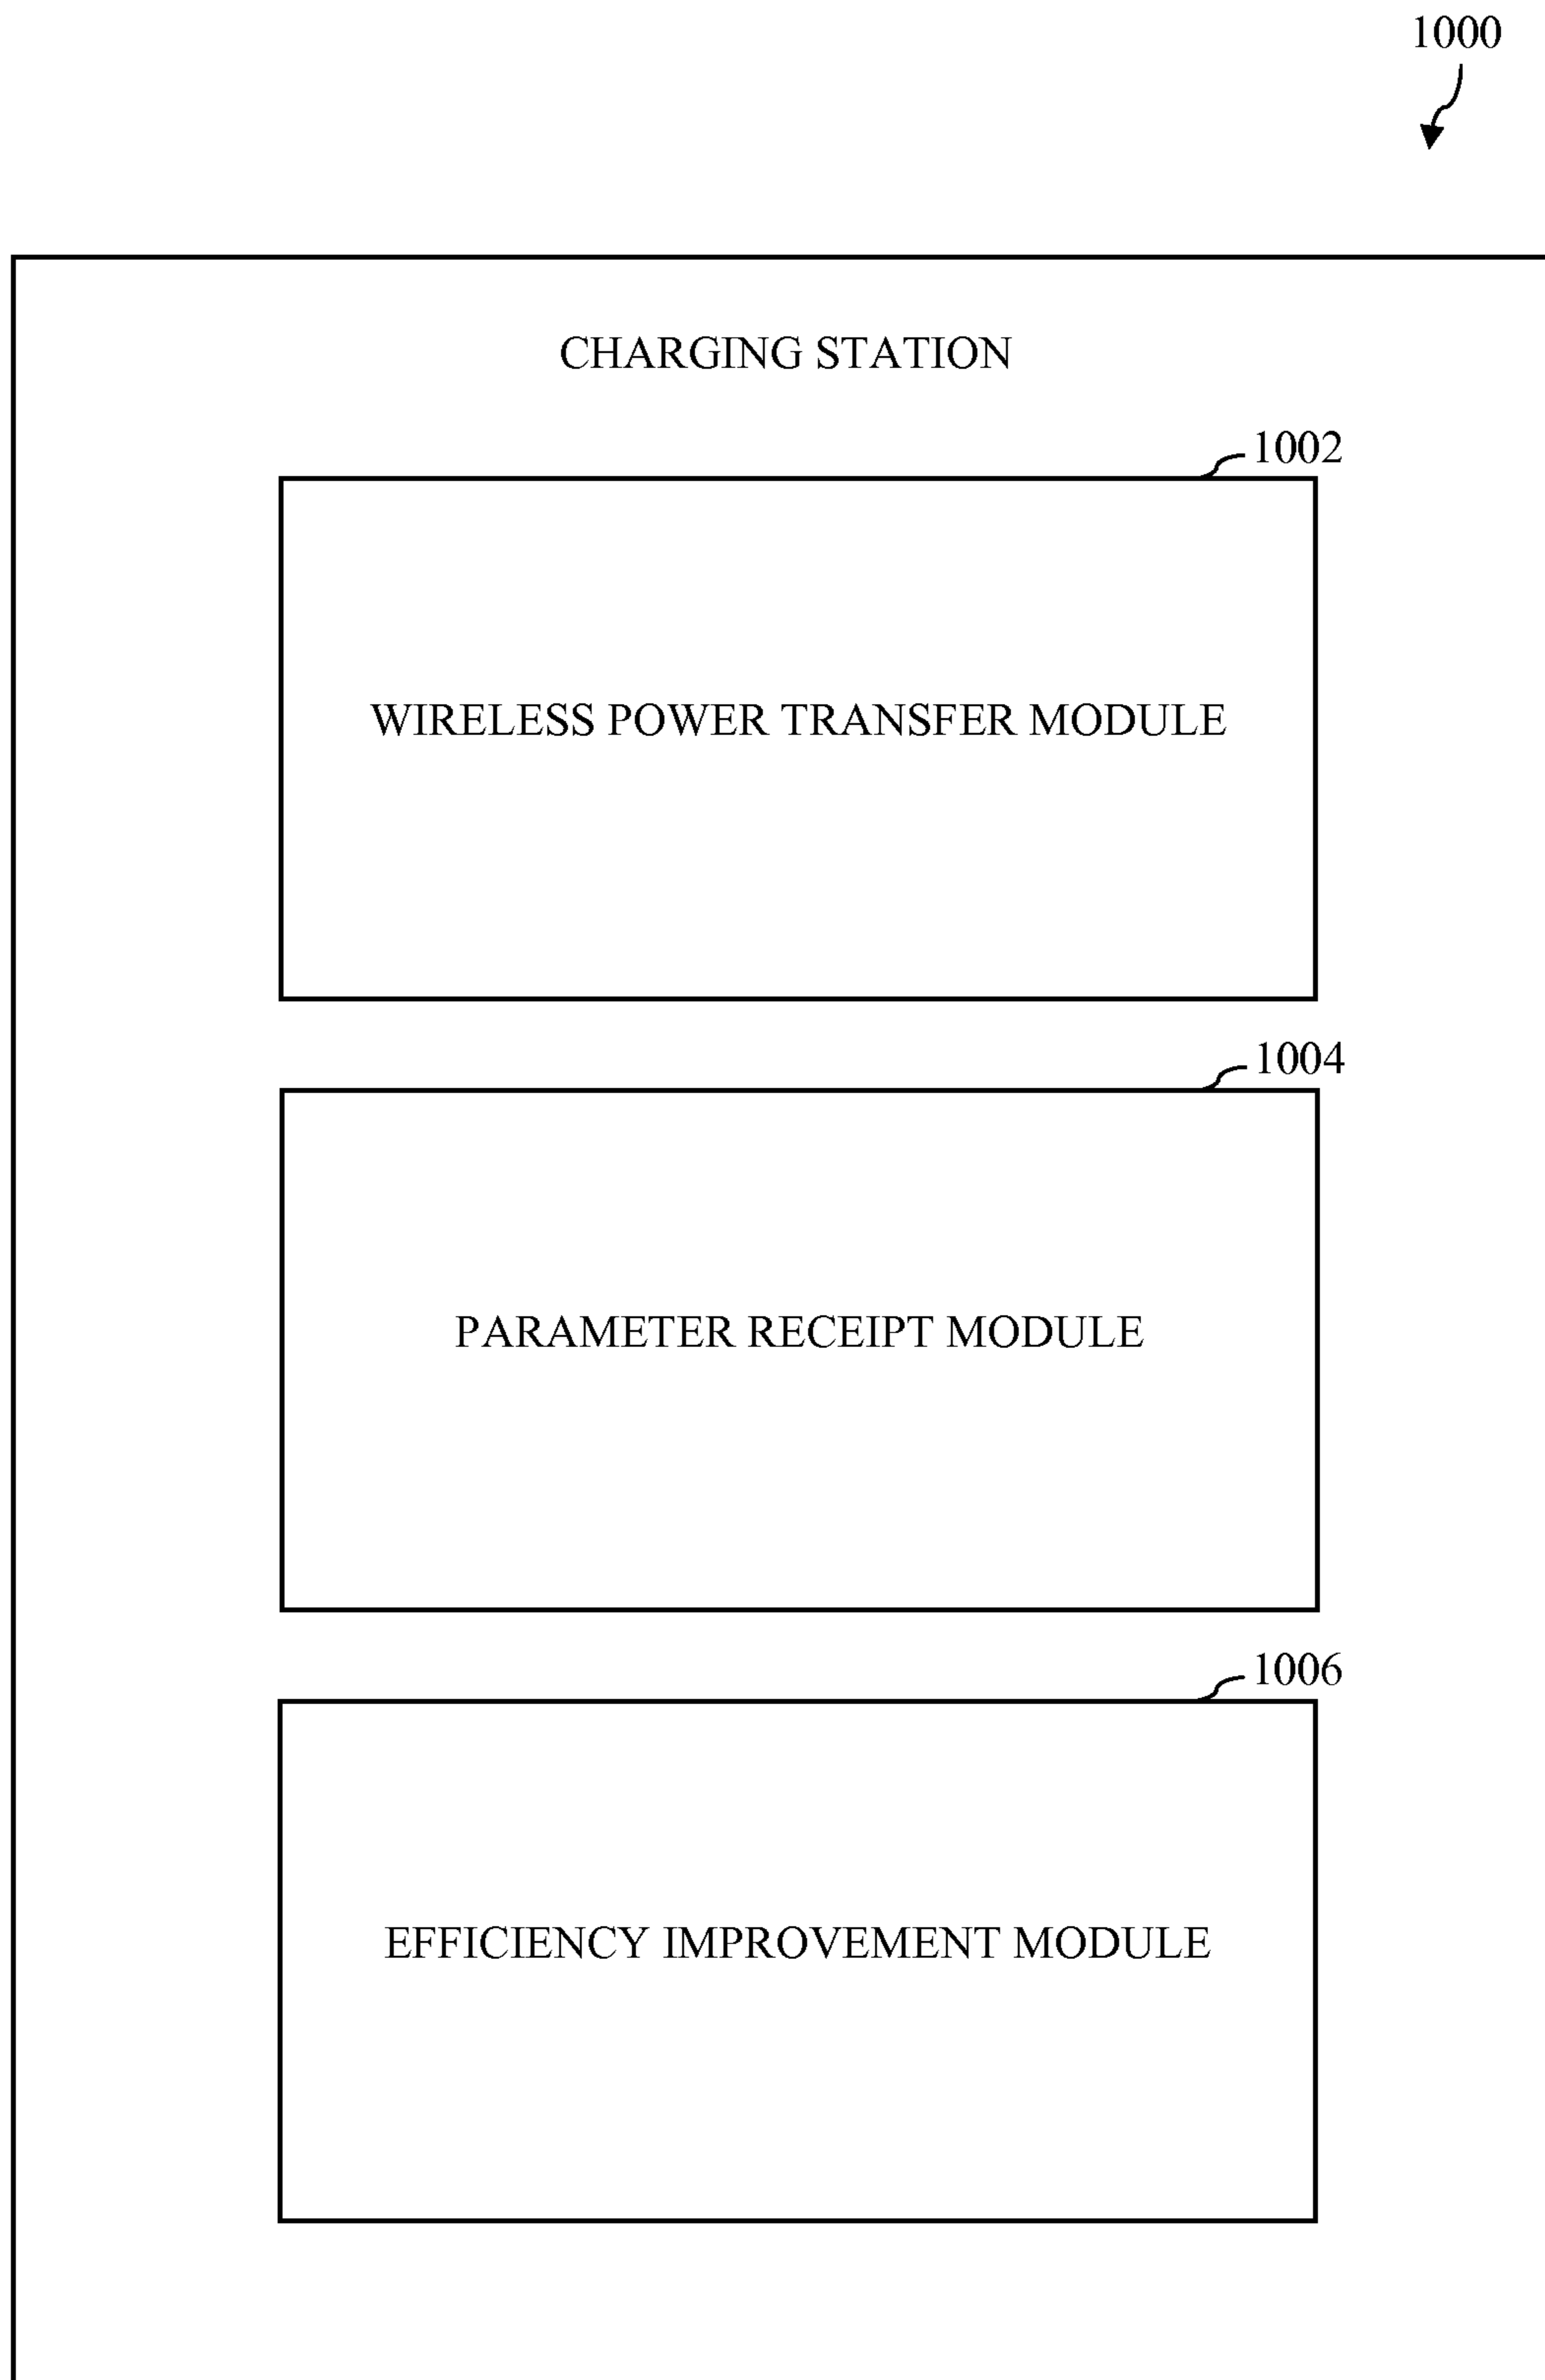 1000
CHARGING STATION
1002
WIRELESS POWER TRANSFER MODULE
1004
PARAMETER RECEIPT MODULE
1006
EFFICIENCY IMPROVEMENT MODULE